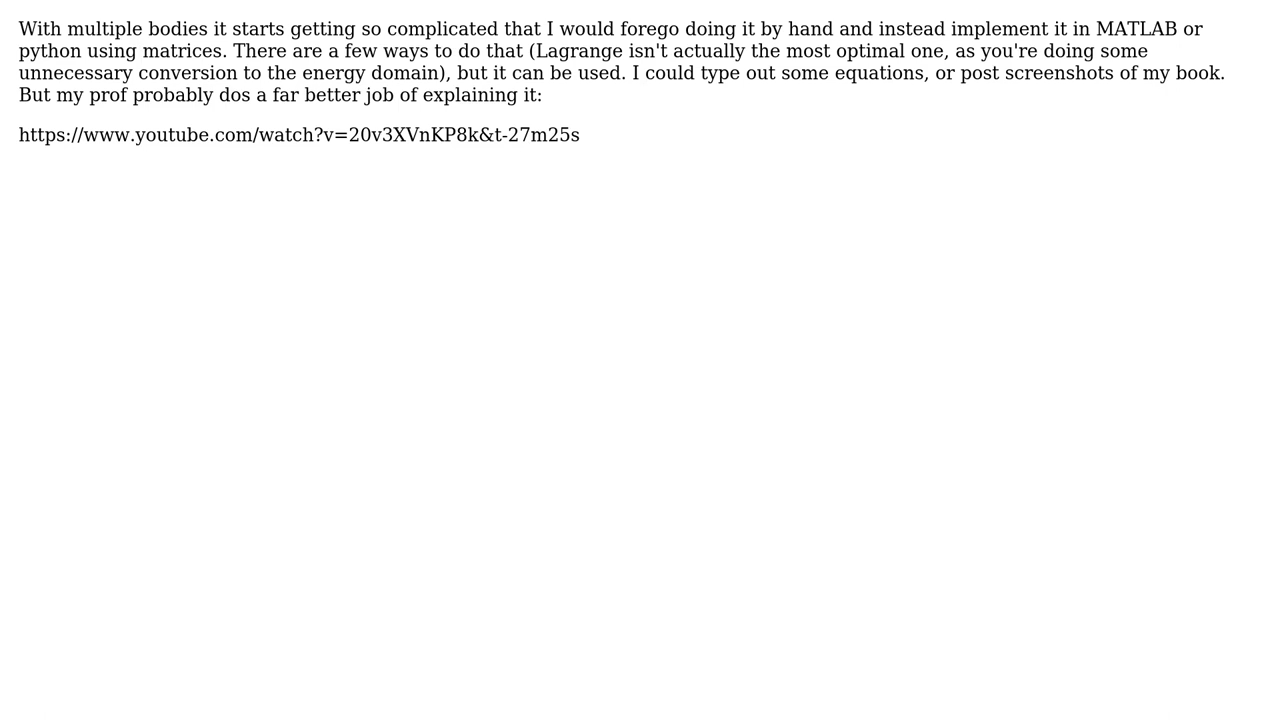 With multiple bodies it starts getting so complicated that I would forego doing it by hand and instead implement it in MATLAB or
python using matrices. There are a few ways to do that (Lagrange isn't actually the most optimal one, as you're doing some
unnecessary conversion to the energy domain), but it can be used. I could type out some equations, or post screenshots of my book.
But my prof probably dos a far better job of explaining it:
https://www.youtube.com/watch?v=20v3XVnKP8k&t-27m25s